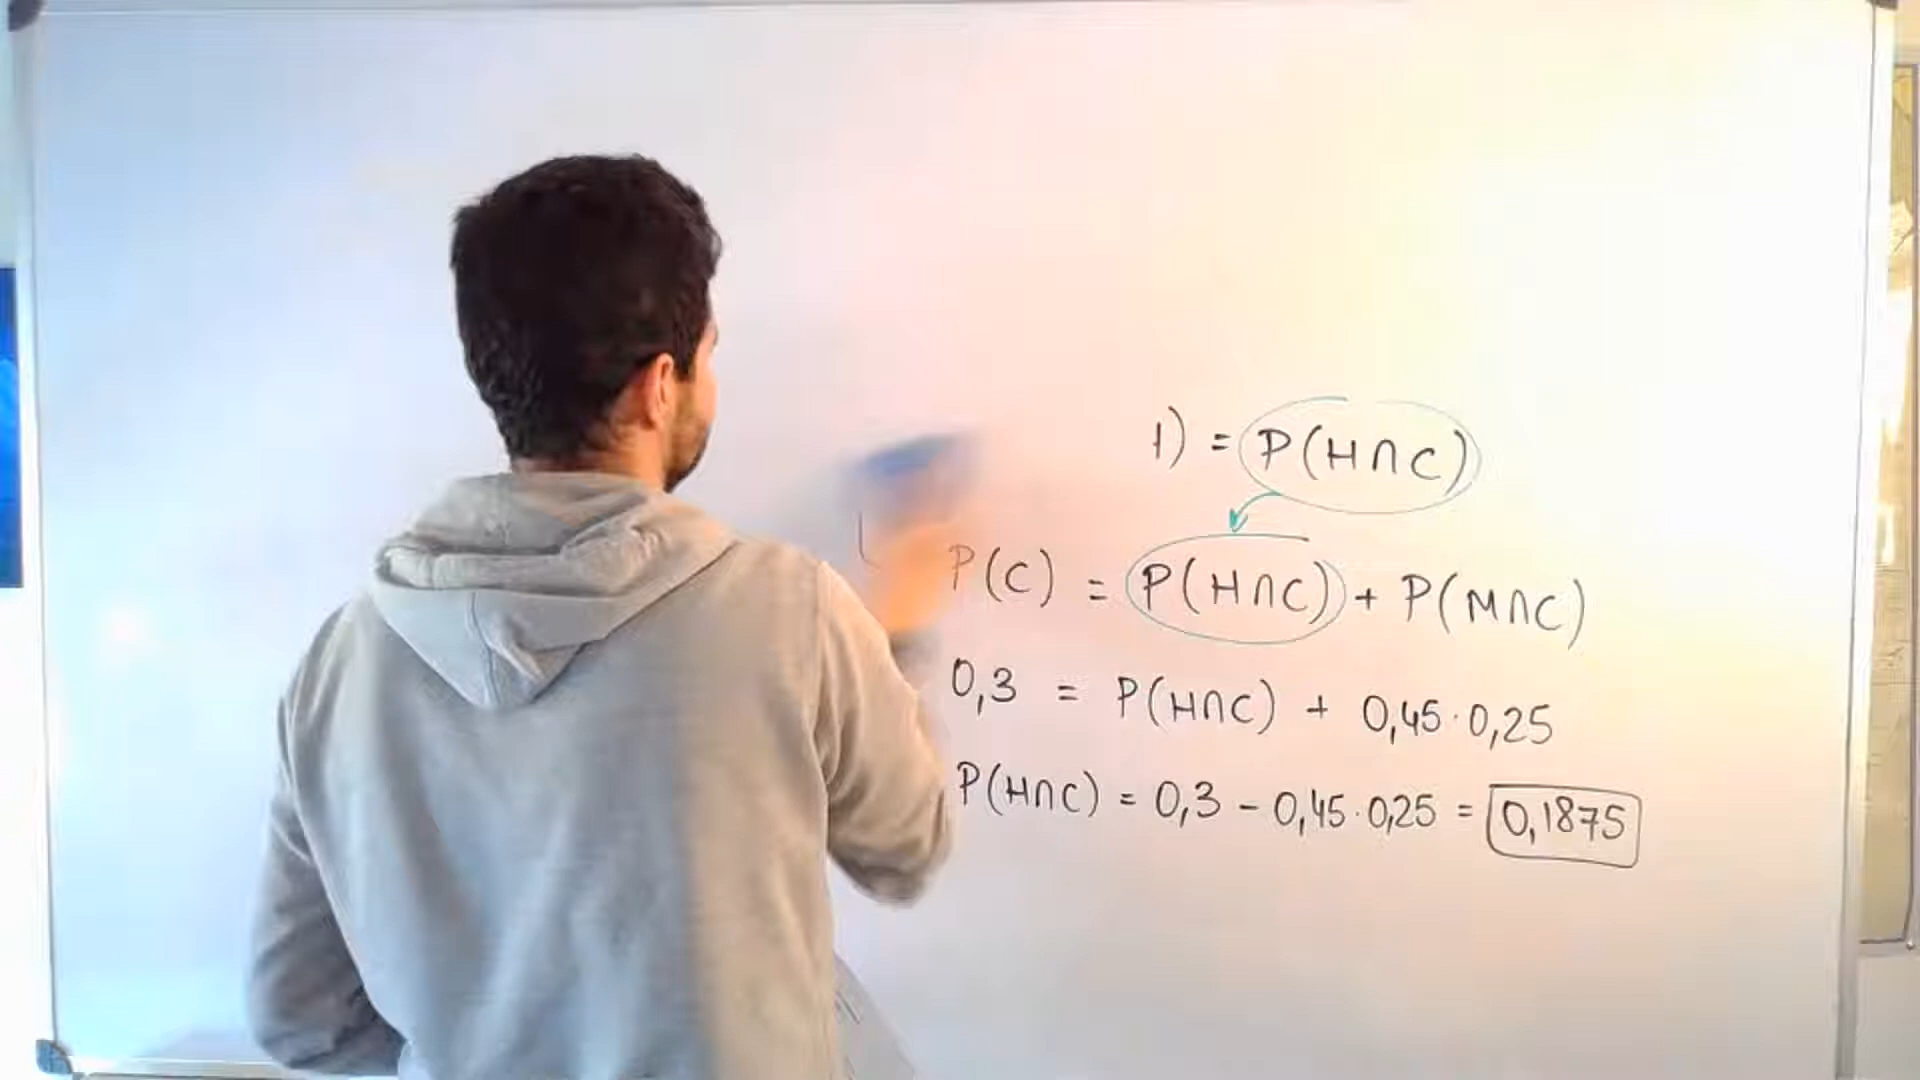 1) = P(H∩C)
P(C) = P(H∩C) + P(M∩C)
0,3 = P(H∩C) + 0,45·0,25
P(H∩C) = 0,3 - 0,45·0,25 = 0,1875